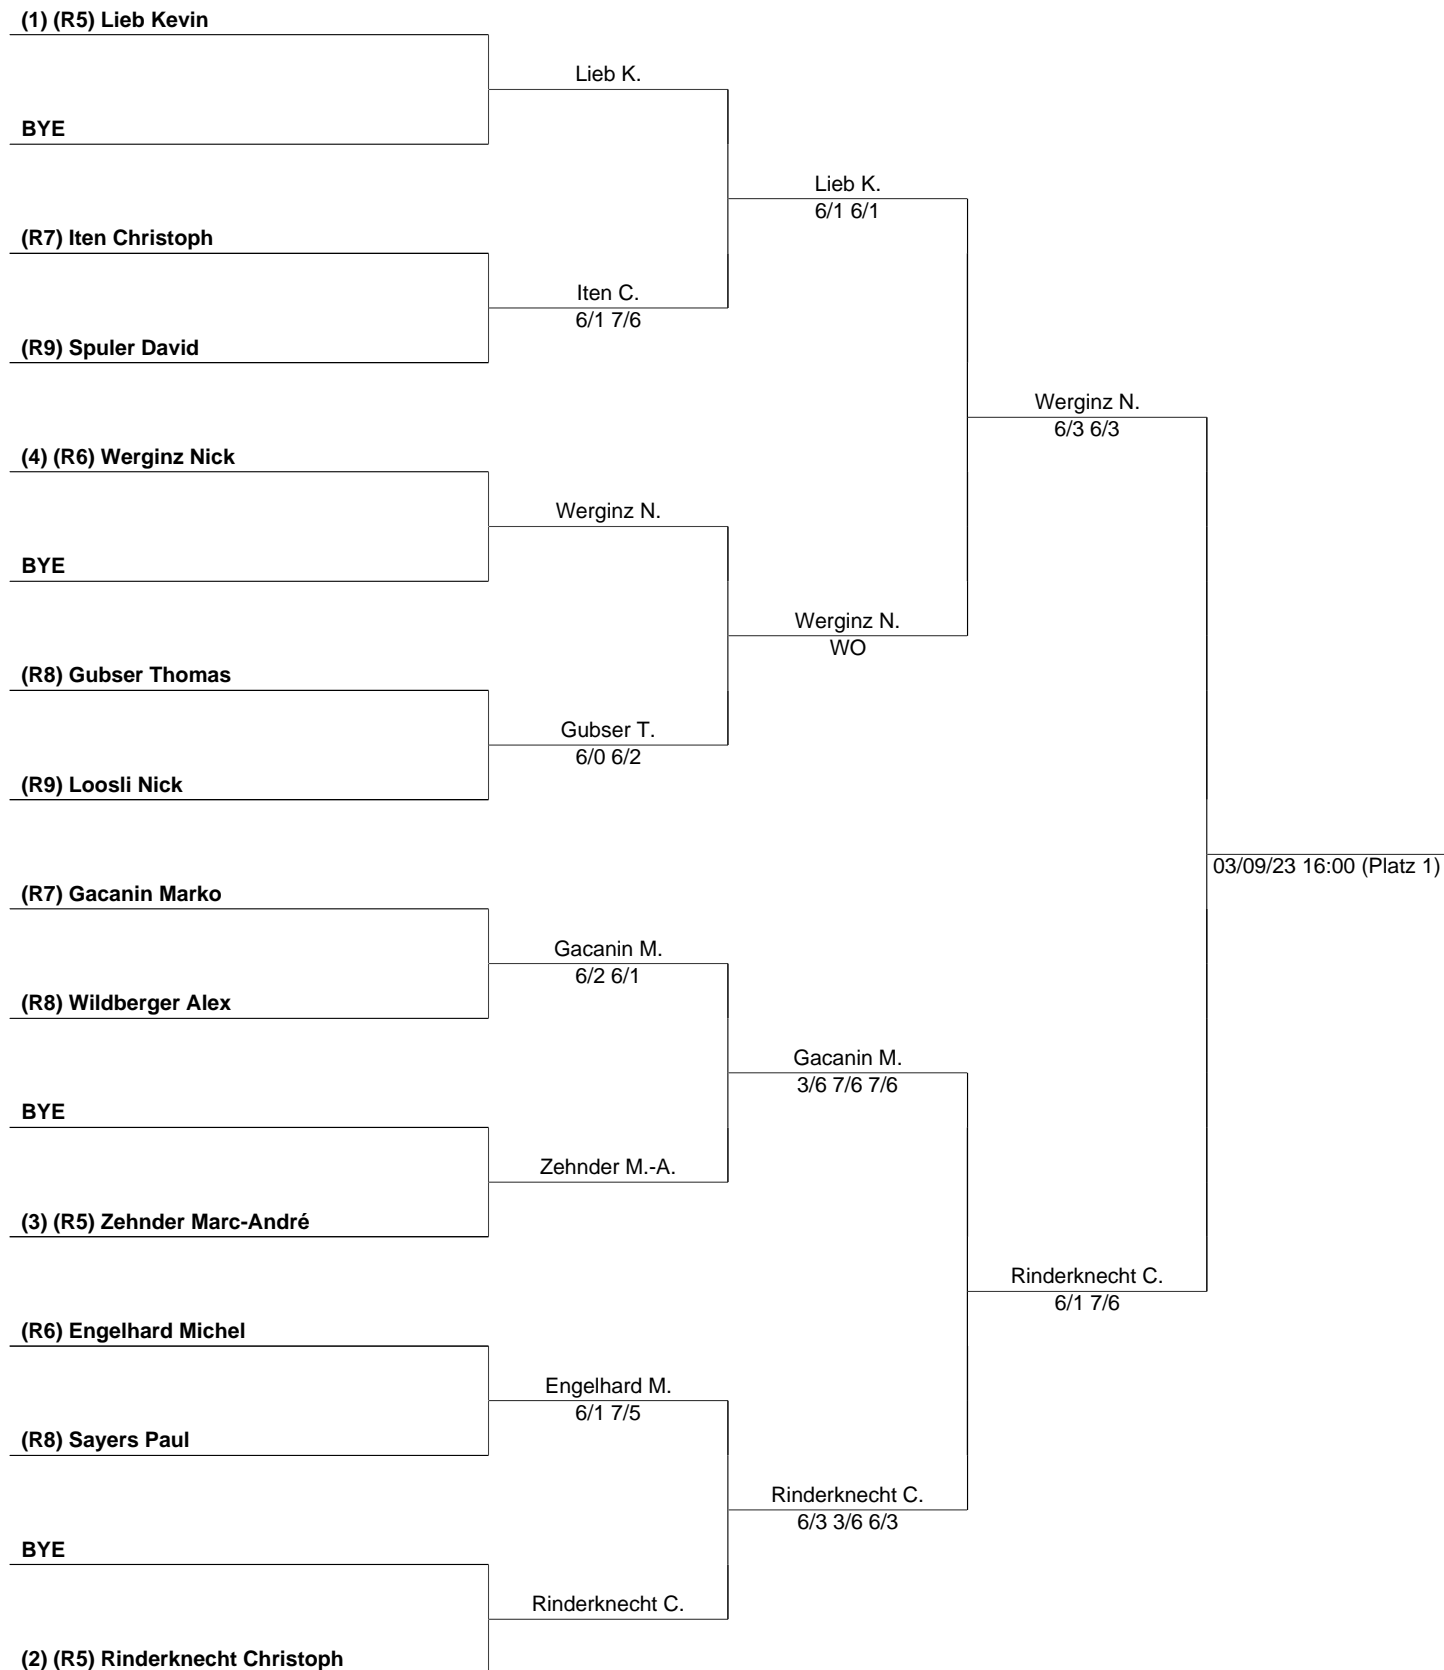 (1) (R5) Lieb Kevin
Lieb K.
BYE
Lieb K.
6/1 6/1
(R7) Iten Christoph
Iten C.
6/1 7/6
(R9) Spuler David
Werginz N.
6/3 6/3
(4) (R6) Werginz Nick
Werginz N.
BYE
Werginz N.
WO
(R8) Gubser Thomas
Gubser T.
6/0 6/2
(R9) Loosli Nick
03/09/23 16:00 (Platz 1)
(R7) Gacanin Marko
Gacanin M.
6/2 6/1
(R8) Wildberger Alex
Gacanin M.
3/6 7/6 7/6
BYE
Zehnder M.-A.
(3) (R5) Zehnder Marc-André
Rinderknecht C.
6/1 7/6
(R6) Engelhard Michel
Engelhard M.
6/1 7/5
(R8) Sayers Paul
Rinderknecht C.
6/3 3/6 6/3
BYE
Rinderknecht C.
(2) (R5) Rinderknecht Christoph